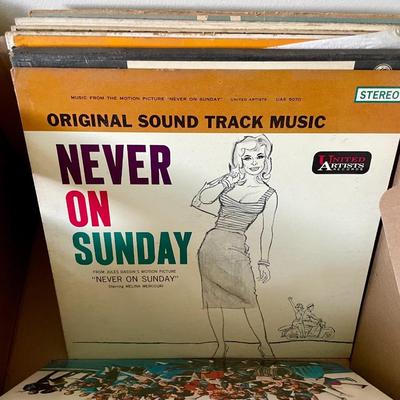 MUSIC FROM THE MOTION PICTURE "NEVER ON SUNDAY" UNITED ARTISTS UAS 5070
STEREO
ORIGINAL SOUND TRACK MUSIC
NEVER
ON
SUNDAY
UNITED
ARTISTS
FROM JULES DASSIN'S MOTION PICTURE
"NEVER ON SUNDAY"
Starring MELINA MERCOURI